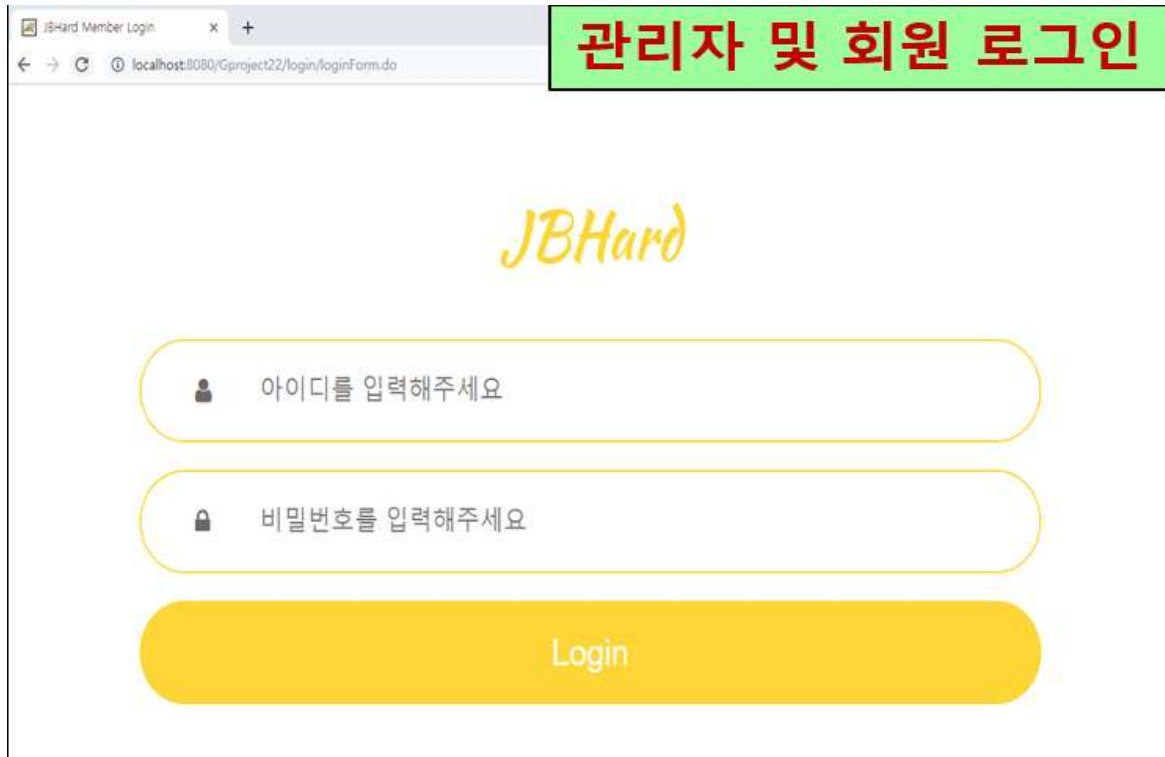 JBHard Member Login
관리자 및 회원 로그인
localhost:8080/Gproject22/login/loginForm.do
JBHard
아이디를 입력해주세요
비밀번호를 입력해주세요
Login